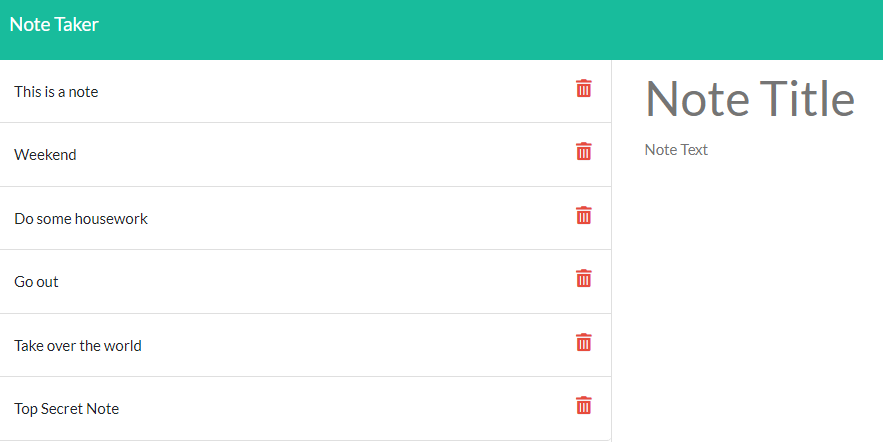 Note Taker
This is a note
Weekend
Do some housework
Go out
Take over the world
Top Secret Note
Note Title
Note Text